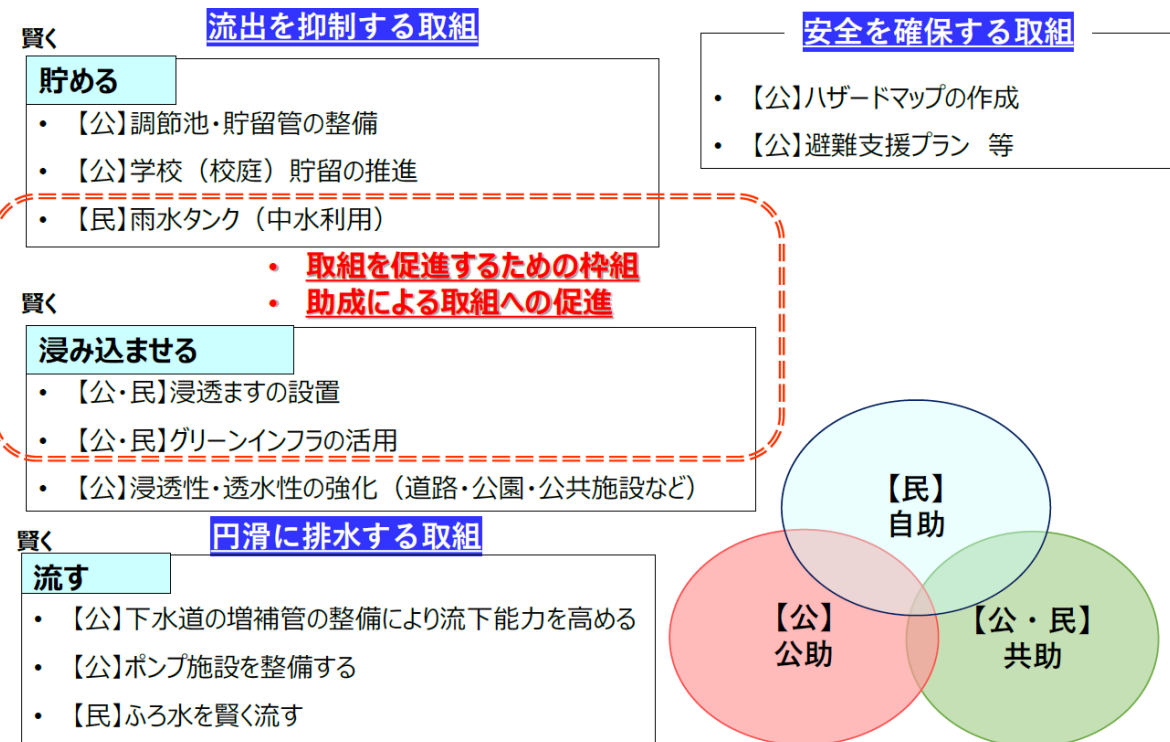 流出を抑制する取組
賢く
貯める
• 【公】調節池・貯留管の整備
• 【公】学校（校庭）貯留の推進
• 【民】雨水タンク（中水利用）
• 取組を促進するための枠組
• 助成による取組への促進
賢く
浸み込ませる
• 【公・民】浸透ますの設置
• 【公・民】グリーンインフラの活用
• 【公】浸透性・透水性の強化（道路・公園・公共施設など）
円滑に排水する取組
賢く
流す
• 【公】下水道の増補管の整備により流下能力を高める
• 【公】ポンプ施設を整備する
• 【民】ふろ水を賢く流す
安全を確保する取組
• 【公】ハザードマップの作成
• 【公】避難支援プラン 等
【民】
自助
【公】
公助
【公・民】
共助